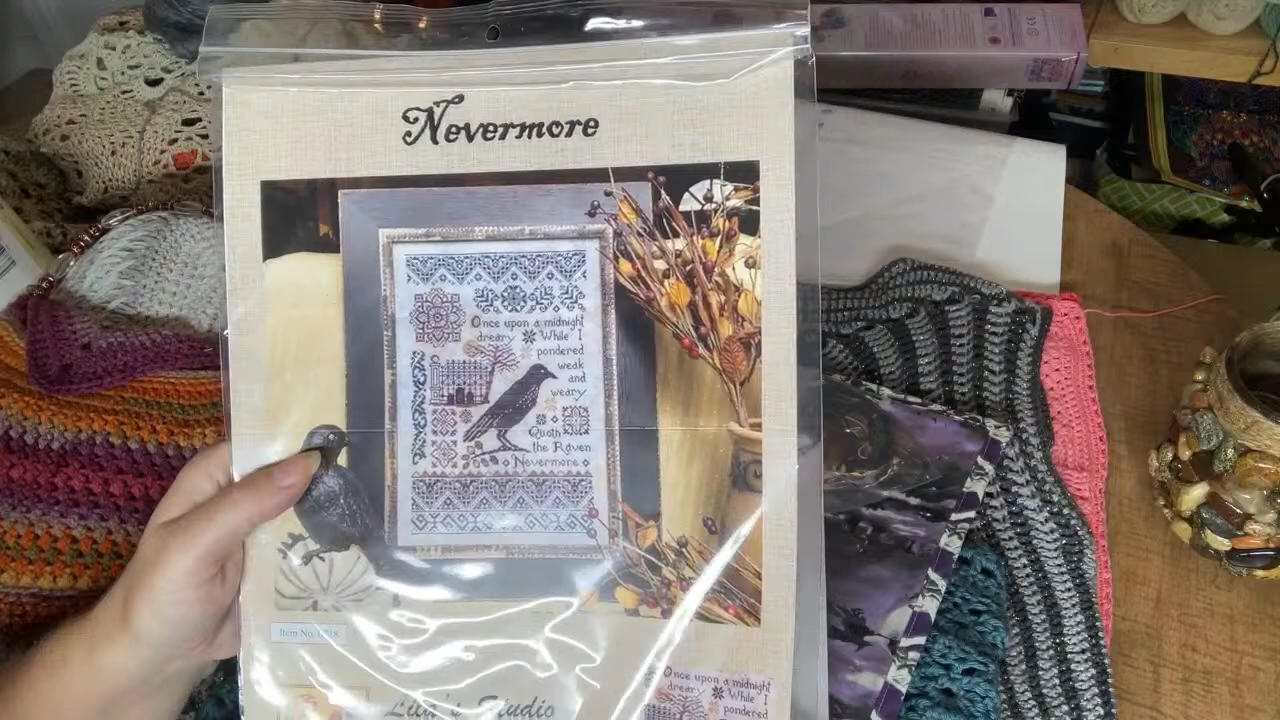 Nevermore
Once upon a midnight
dreary While I
pondered
weak
and
weary
Quoth
the Raven
Nevermore
Item No.
Studio
Once upon a midnight
dreary While I
pondered